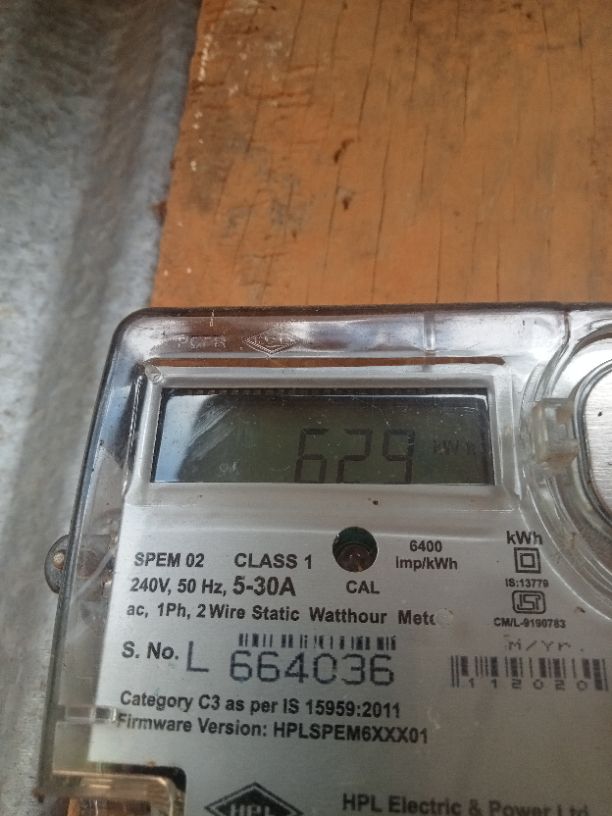 629 kWh
SPEM 02 CLASS 1
240V, 50 Hz, 5-30A
ac, 1Ph, 2 Wire Static Watthour
CAL
6400
imp/kWh
kWh
IS:13779
ISI
CM/L-9190783
S. No. L 664036
M/Yr.
112020
Category C3 as per IS 15959:2011
Firmware Version: HPLSPEM6XXX01
HPL
HPL Electric & Power Ltd